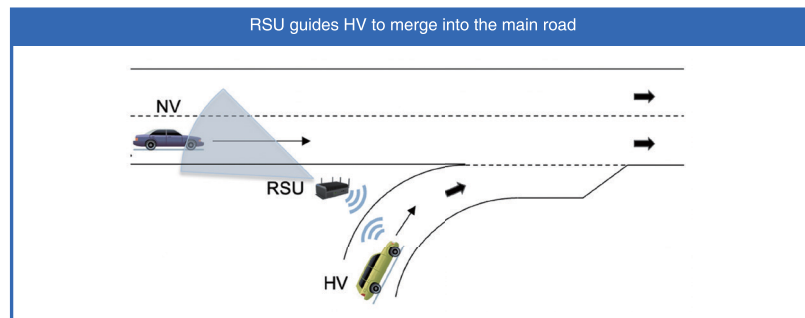 RSU guides HV to merge into the main road
NV
RSU
HV